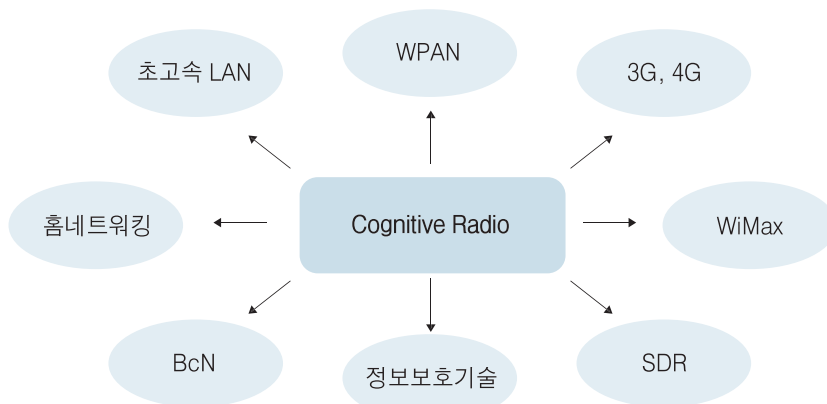 초고속 LAN
WPAN
3G, 4G
홈네트워킹
Cognitive Radio
WiMax
BcN
정보보호기술
SDR